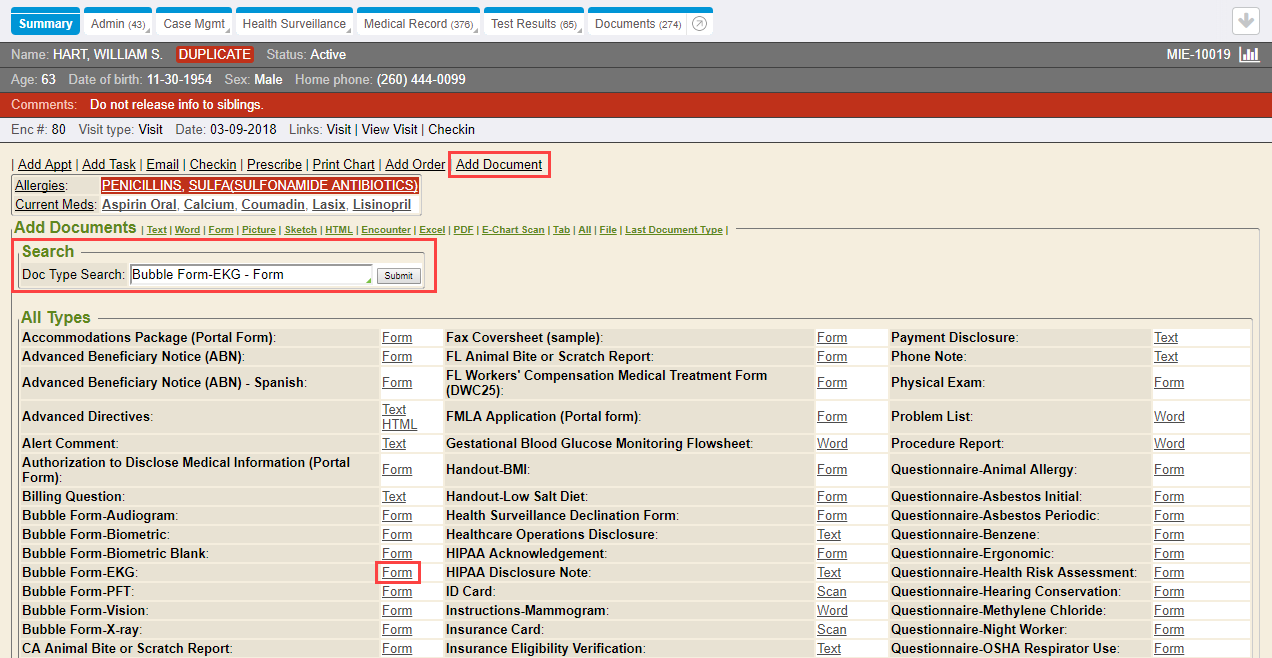 Summary Admin (43) Case Mgmt Health Surveillance Medical Record (376) Test Results (65) Documents (274)
Name: HART, WILLIAM S. DUPLICATE Status: Active MIE-10019
Age: 63 Date of birth: 11-30-1954 Sex: Male Home phone: (260) 444-0099
Comments: Do not release info to siblings.
Enc #: 80 Visit type: Visit Date: 03-09-2018 Links: Visit | View Visit | Checkin
| Add Appt | Add Task | Email | Checkin | Prescribe | Print Chart | Add Order | Add Document
Allergies: PENICILLINS, SULFA(SULFONAMIDE ANTIBIOTICS)
Current Meds: Aspirin Oral, Calcium, Coumadin, Lasix, Lisinopril
Add Documents | Text | Word | Form | Picture | Sketch | HTML | Encounter | Excel | PDF | E-Chart Scan | Tab | All | File | Last Document Type |
Search
Doc Type Search: Bubble Form-EKG - Form Submit
All Types
Accommodations Package (Portal Form): Form Fax Coversheet (sample): Form Payment Disclosure: Text
Advanced Beneficiary Notice (ABN): Form FL Animal Bite or Scratch Report: Form Phone Note: Text
Advanced Beneficiary Notice (ABN) - Spanish: Form FL Workers' Compensation Medical Treatment Form (DWC25): Form Physical Exam: Form
Advanced Directives: Text HTML FMLA Application (Portal form): Form Problem List: Word
Alert Comment: Text Gestational Blood Glucose Monitoring Flowsheet: Word Procedure Report: Word
Authorization to Disclose Medical Information (Portal Form): Form Handout-BMI: Form Questionnaire-Animal Allergy: Form
Billing Question: Text Handout-Low Salt Diet: Form Questionnaire-Asbestos Initial: Form
Bubble Form-Audiogram: Form Health Surveillance Declination Form: Form Questionnaire-Asbestos Periodic: Form
Bubble Form-Biometric: Form Healthcare Operations Disclosure: Text Questionnaire-Benzene: Form
Bubble Form-Biometric Blank: Form HIPAA Acknowledgement: Form Questionnaire-Ergonomic: Form
Bubble Form-EKG: Form HIPAA Disclosure Note: Text Questionnaire-Health Risk Assessment: Form
Bubble Form-PFT: Form ID Card: Scan Questionnaire-Hearing Conservation: Form
Bubble Form-Vision: Form Instructions-Mammogram: Word Questionnaire-Methylene Chloride: Form
Bubble Form-X-ray: Form Insurance Card: Scan Questionnaire-Night Worker: Form
CA Animal Bite or Scratch Report: Form Insurance Eligibility Verification: Text Questionnaire-OSHA Respirator Use: Form